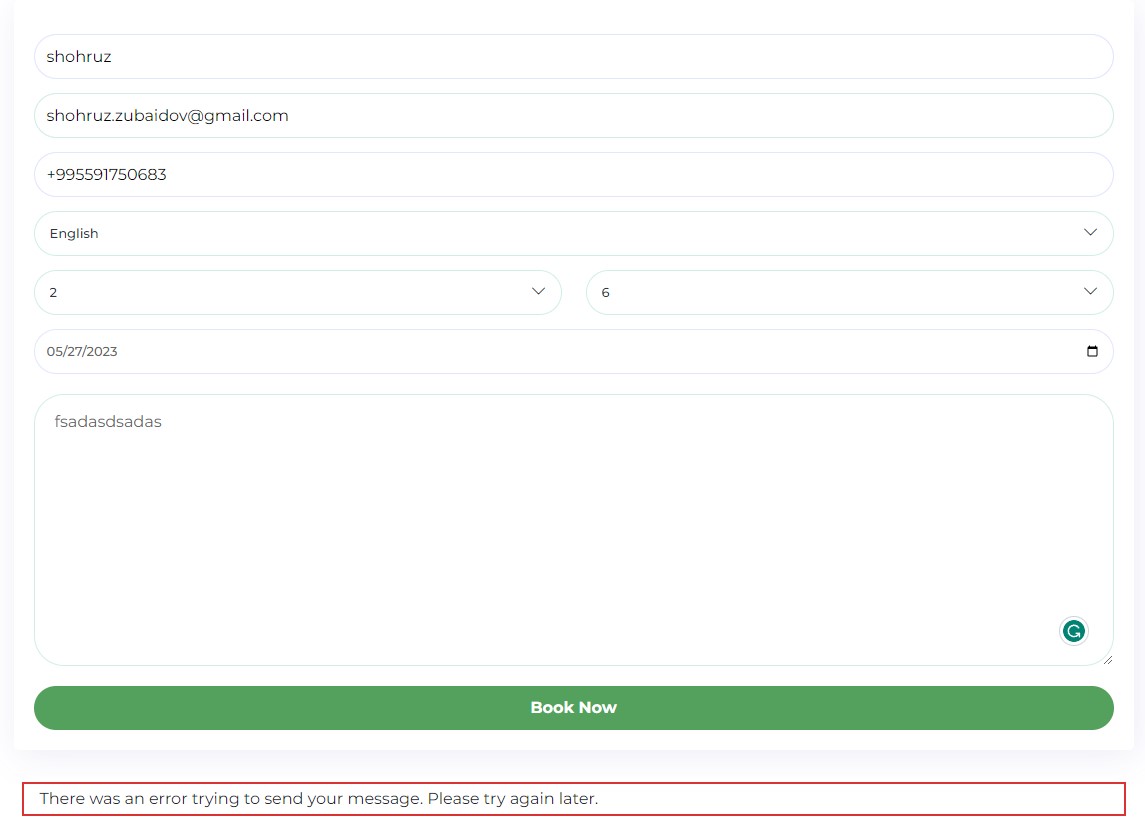 shohruz
shohruz.zubaidov@gmail.com
+995591750683
English
2 6
05/27/2023
fsadasdsadas
Book Now
There was an error trying to send your message. Please try again later.